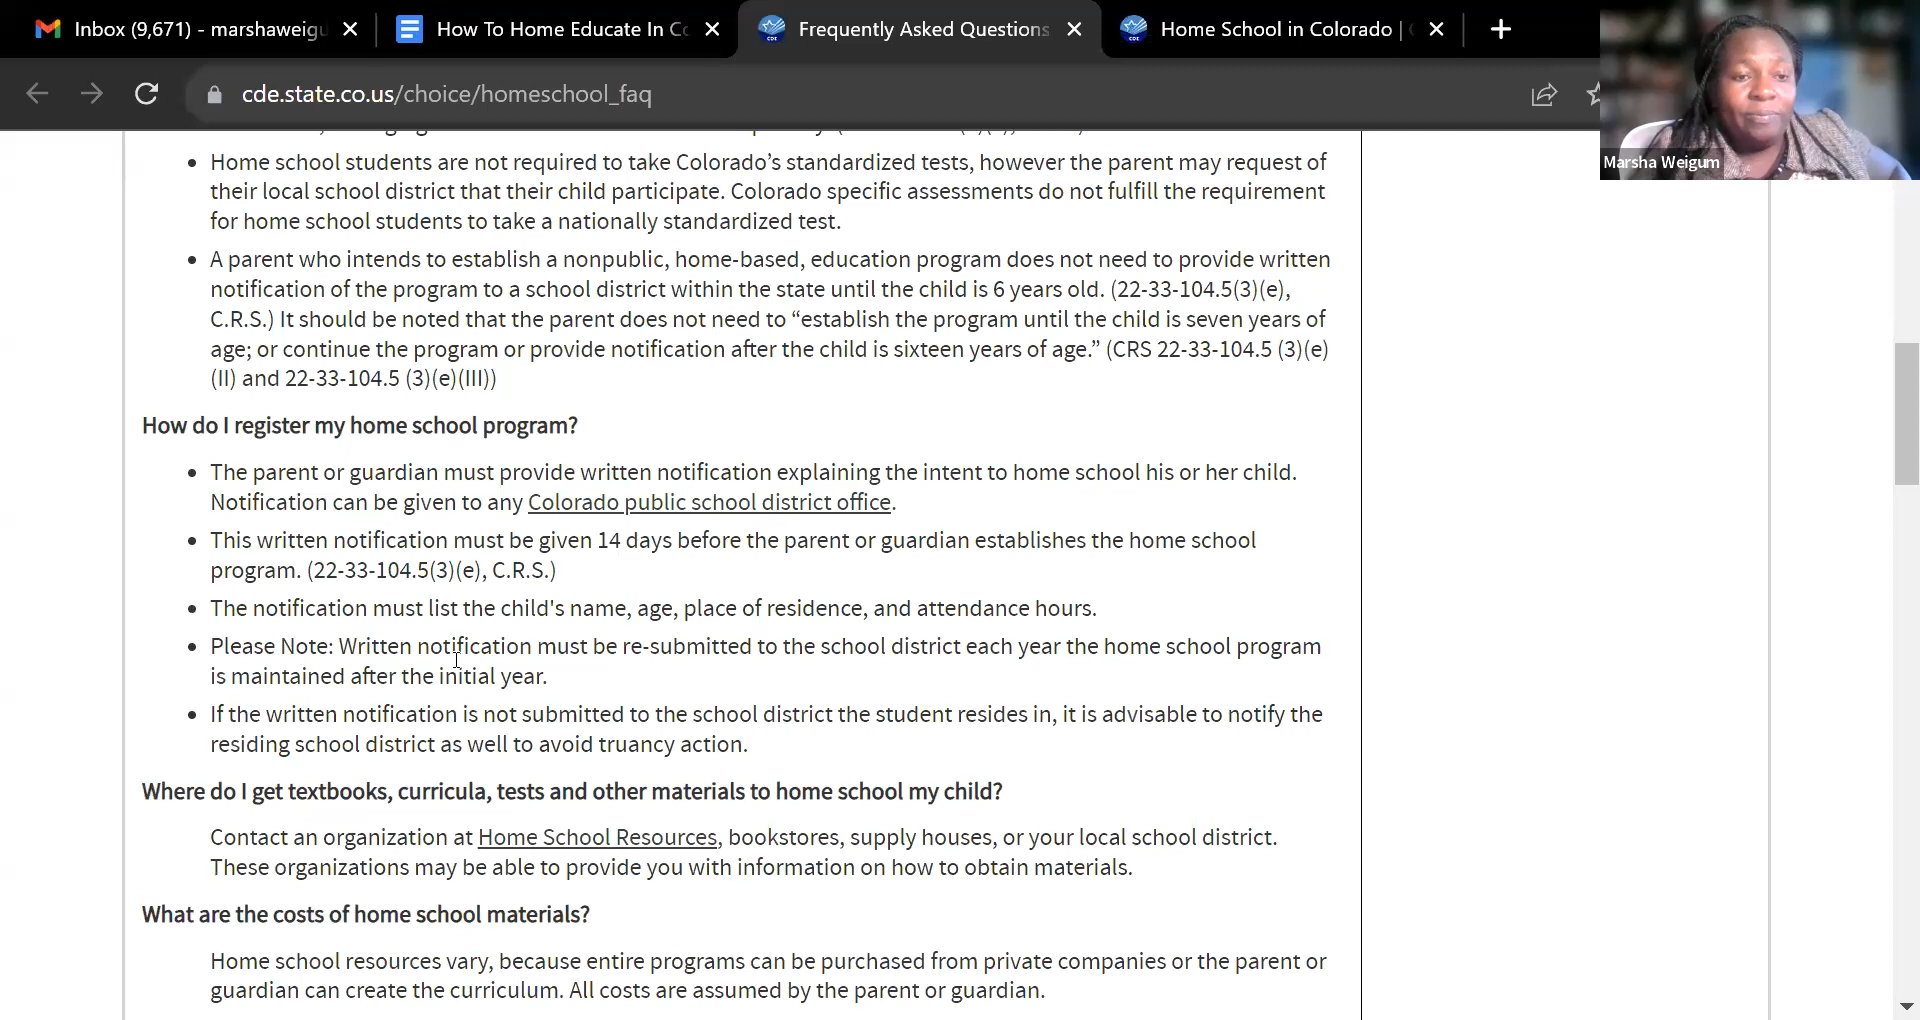 Inbox (9,671) - marshaweigu
How To Home Educate In Co
Frequently Asked Questions
Home School in Colorado |
cde.state.co.us/choice/homeschool_faq
Marsha Weigum
• Home school students are not required to take Colorado’s standardized tests, however the parent may request of
their local school district that their child participate. Colorado specific assessments do not fulfill the requirement
for home school students to take a nationally standardized test.
• A parent who intends to establish a nonpublic, home-based, education program does not need to provide written
notification of the program to a school district within the state until the child is 6 years old. (22-33-104.5(3)(e),
C.R.S.) It should be noted that the parent does not need to “establish the program until the child is seven years of
age; or continue the program or provide notification after the child is sixteen years of age.” (CRS 22-33-104.5 (3)(e)
(II) and 22-33-104.5 (3)(e)(III))
How do I register my home school program?
• The parent or guardian must provide written notification explaining the intent to home school his or her child.
Notification can be given to any Colorado public school district office.
• This written notification must be given 14 days before the parent or guardian establishes the home school
program. (22-33-104.5(3)(e), C.R.S.)
• The notification must list the child's name, age, place of residence, and attendance hours.
• Please Note: Written notification must be re-submitted to the school district each year the home school program
is maintained after the initial year.
• If the written notification is not submitted to the school district the student resides in, it is advisable to notify the
residing school district as well to avoid truancy action.
Where do I get textbooks, curricula, tests and other materials to home school my child?
Contact an organization at Home School Resources, bookstores, supply houses, or your local school district.
These organizations may be able to provide you with information on how to obtain materials.
What are the costs of home school materials?
Home school resources vary, because entire programs can be purchased from private companies or the parent or
guardian can create the curriculum. All costs are assumed by the parent or guardian.